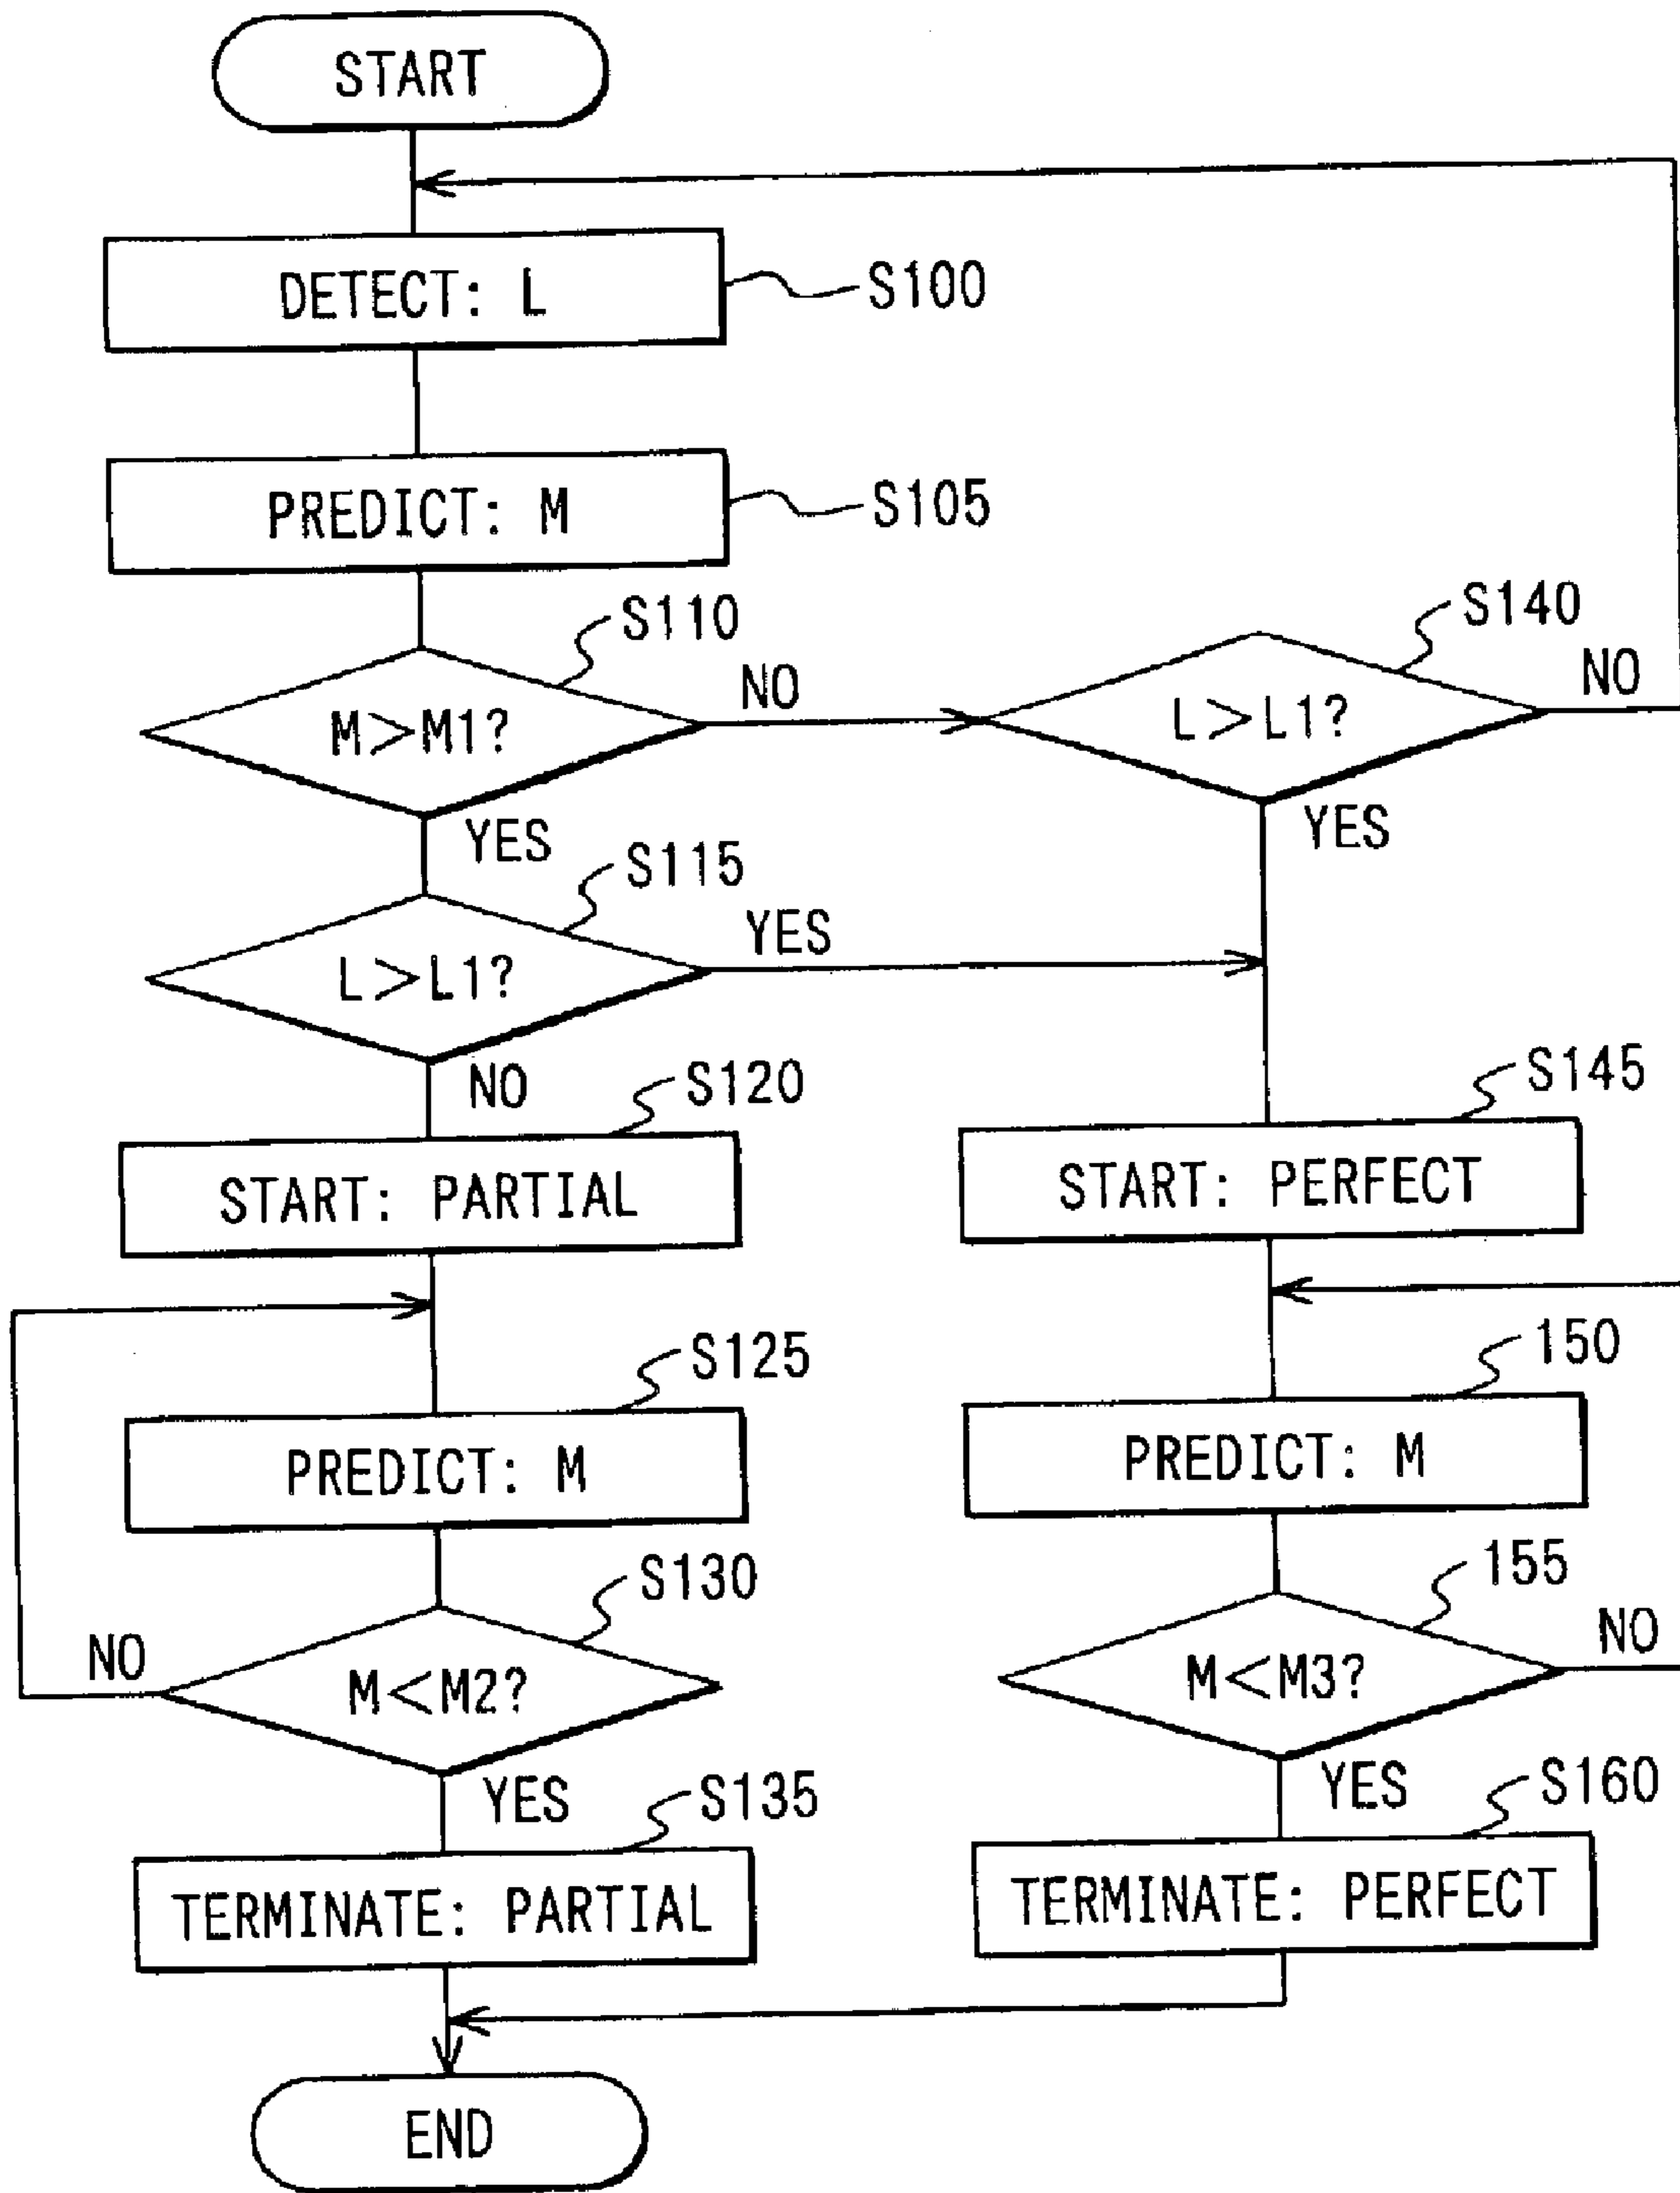 START
DETECT: L
S100
PREDICT: M
S105
S110
M>M1?
NO
YES
S140
L>L1?
NO
YES
S115
L>L1?
YES
NO
S120
START: PARTIAL
S145
START: PERFECT
S125
PREDICT: M
150
PREDICT: M
S130
M<M2?
NO
YES
155
M<M3?
NO
YES
S135
TERMINATE: PARTIAL
S160
TERMINATE: PERFECT
END